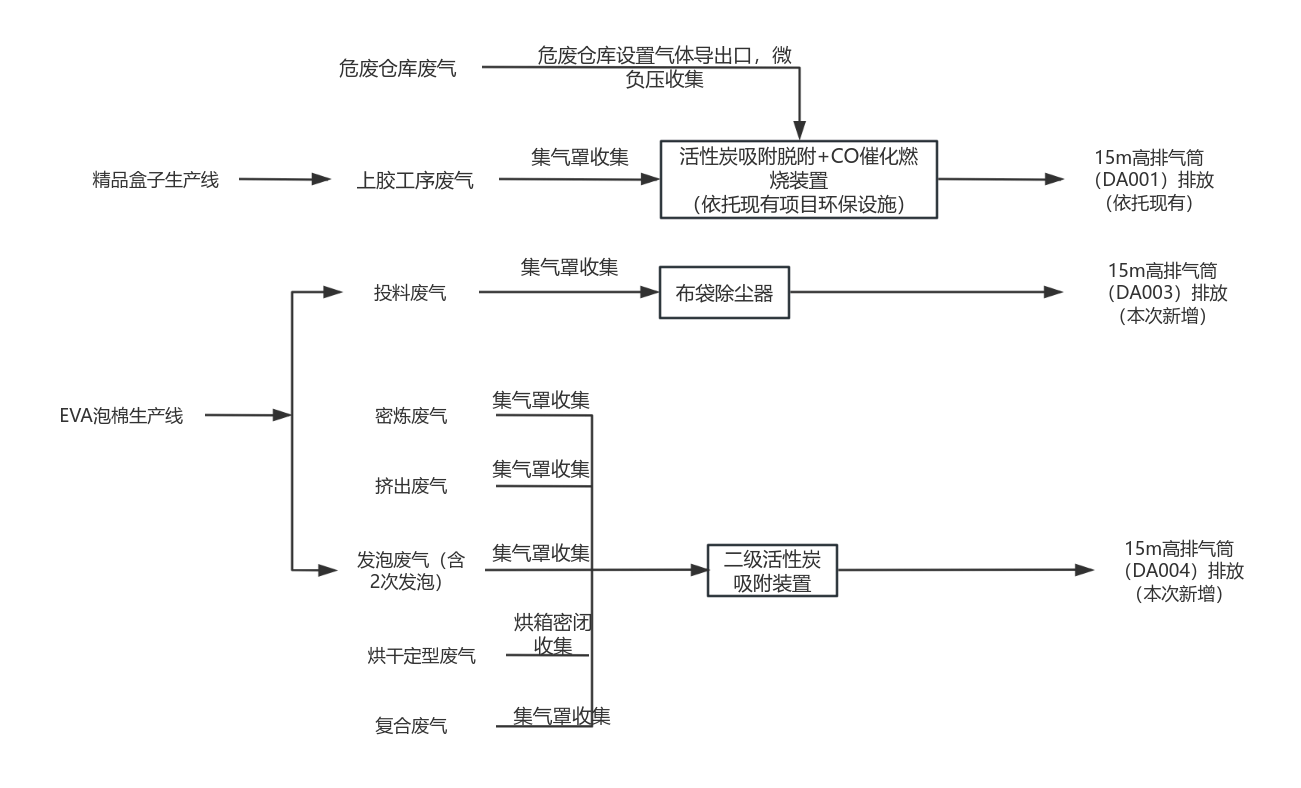 危废仓库废气
危废仓库设置气体导出口，微
负压收集
精品盒子生产线
上胶工序废气
集气罩收集
活性炭吸附脱附+CO催化燃
烧装置
（依托现有项目环保设施）
15m高排气筒
（DA001）排放
（依托现有）
投料废气
集气罩收集
布袋除尘器
15m高排气筒
（DA003）排放
（本次新增）
EVA泡棉生产线
密炼废气
集气罩收集
挤出废气
集气罩收集
发泡废气（含
2次发泡）
集气罩收集
二级活性炭
吸附装置
15m高排气筒
（DA004）排放
（本次新增）
烘干定型废气
烘箱密闭
收集
复合废气
集气罩收集